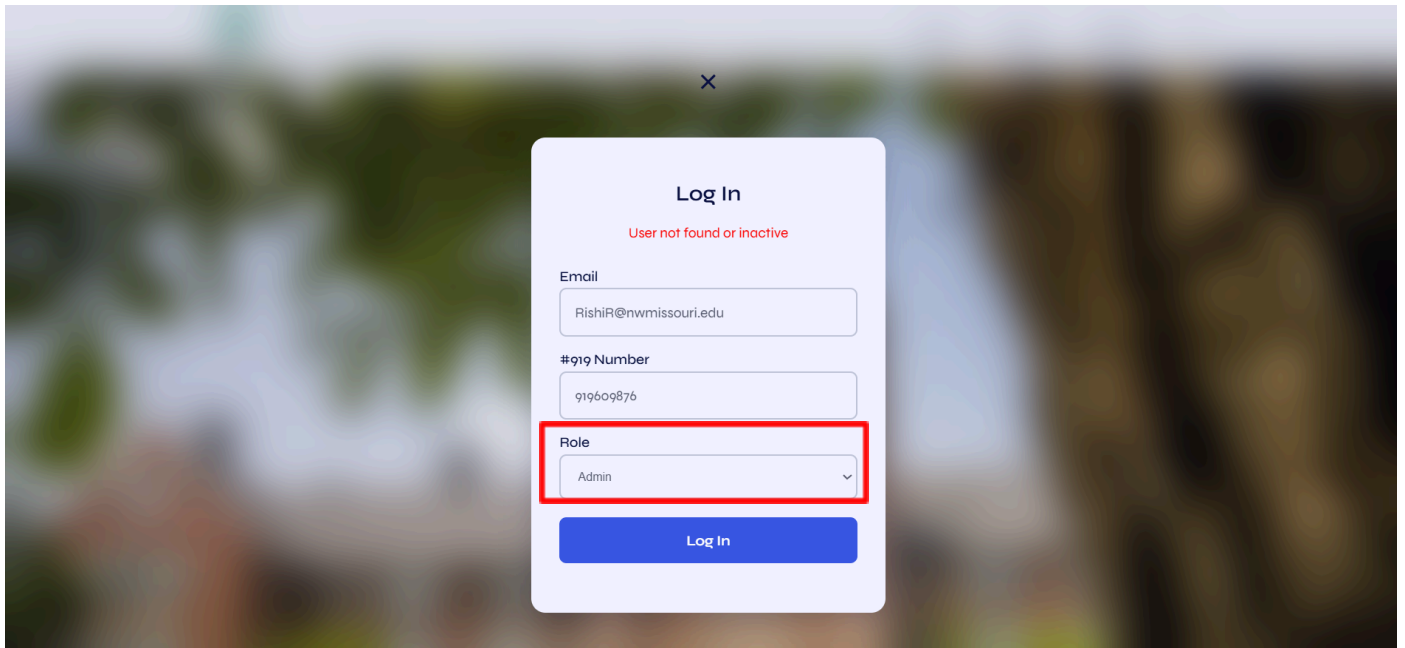 Log In
User not found or inactive
Email
RishiR@nwmissouri.edu
#919 Number
919609876
Role
Admin
Log In